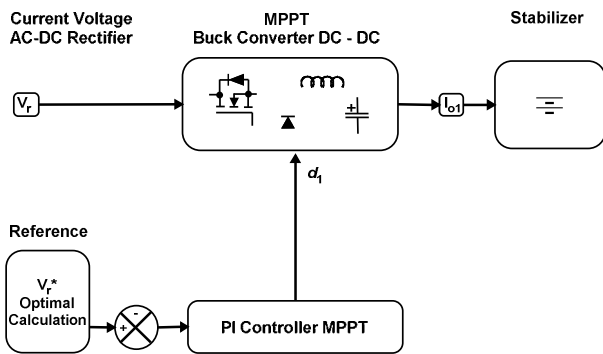 Current Voltage
AC-DC Rectifier
MPPT
Buck Converter DC - DC
Stabilizer
Vr
+
Io1
d1
Reference
Vr*
Optimal
Calculation
-
+
PI Controller MPPT